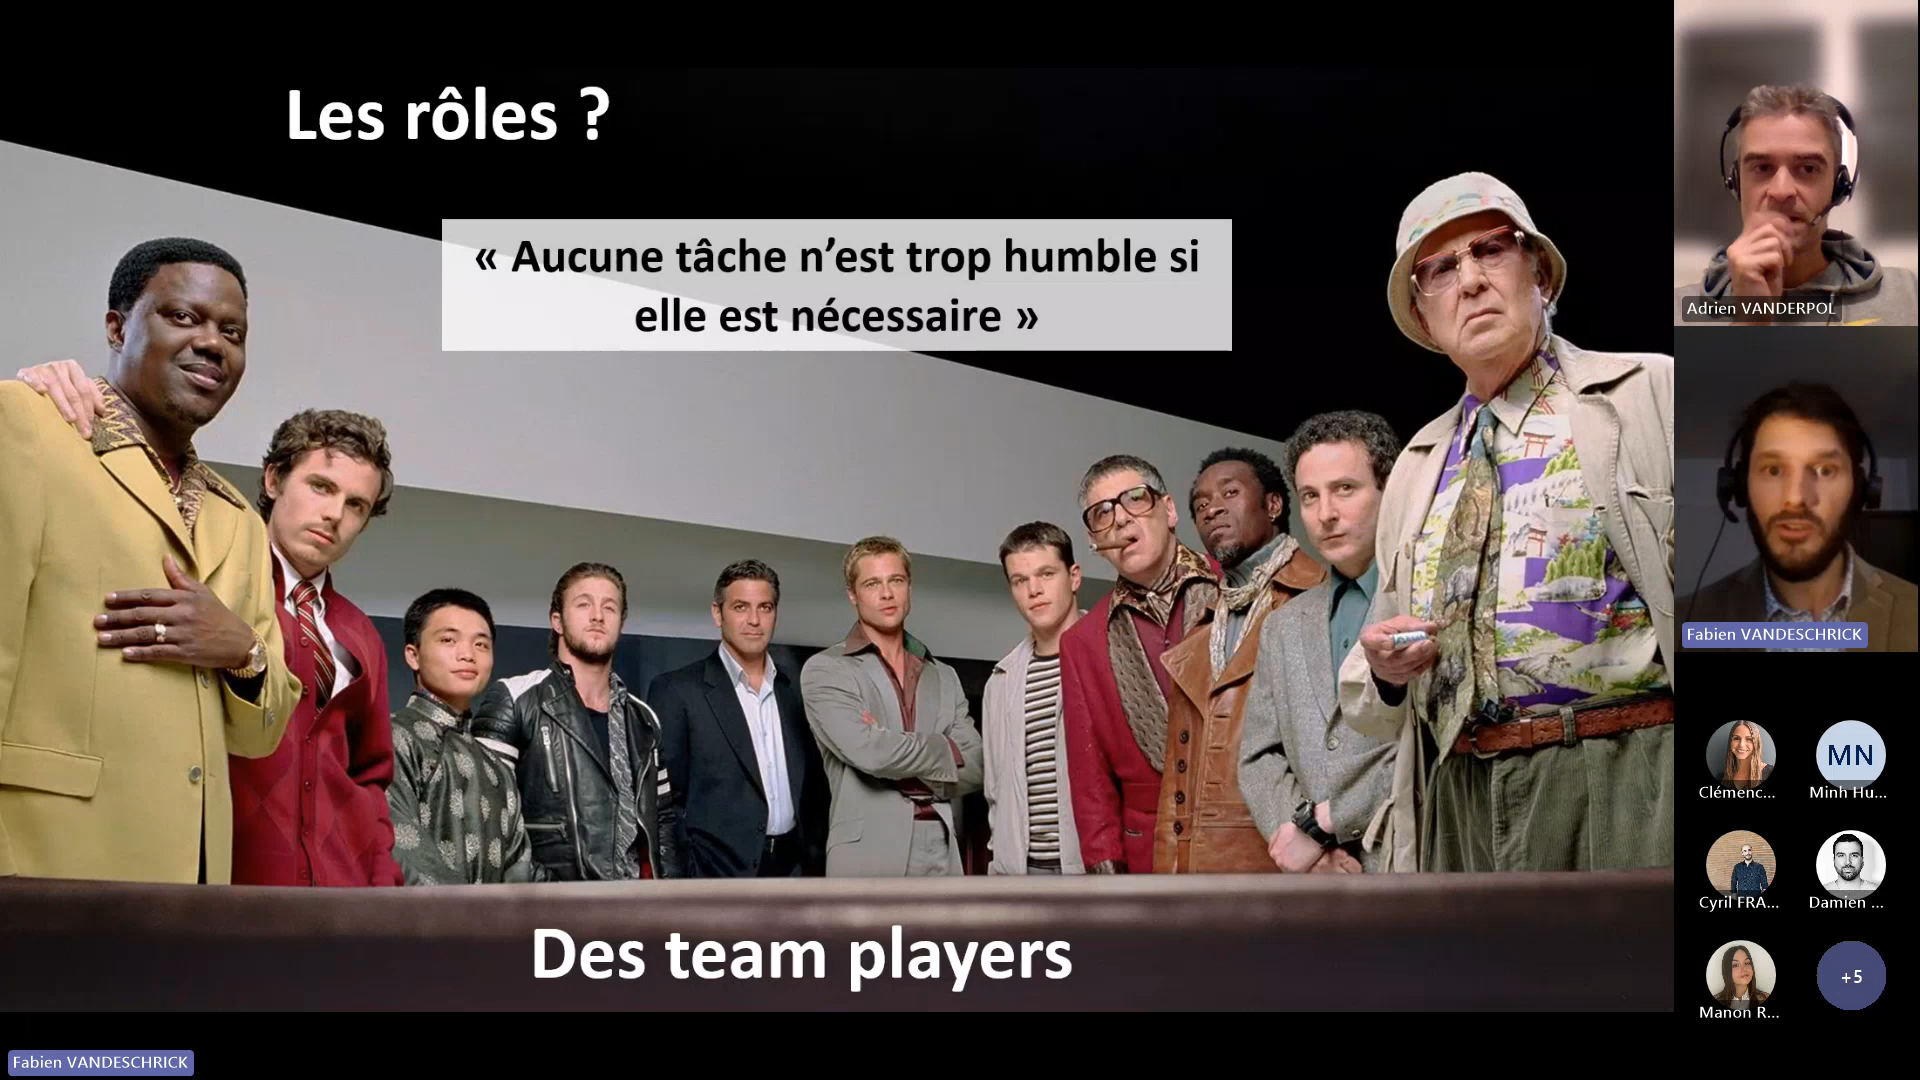 Les rôles ?
« Aucune tâche n’est trop humble si
elle est nécessaire »
Des team players
Adrien VANDERPOL
Fabien VANDESCHRICK
Clémenc...
MN
Minh Hu...
Cyril FRA...
Damien ...
Manon R...
+5
Fabien VANDESCHRICK